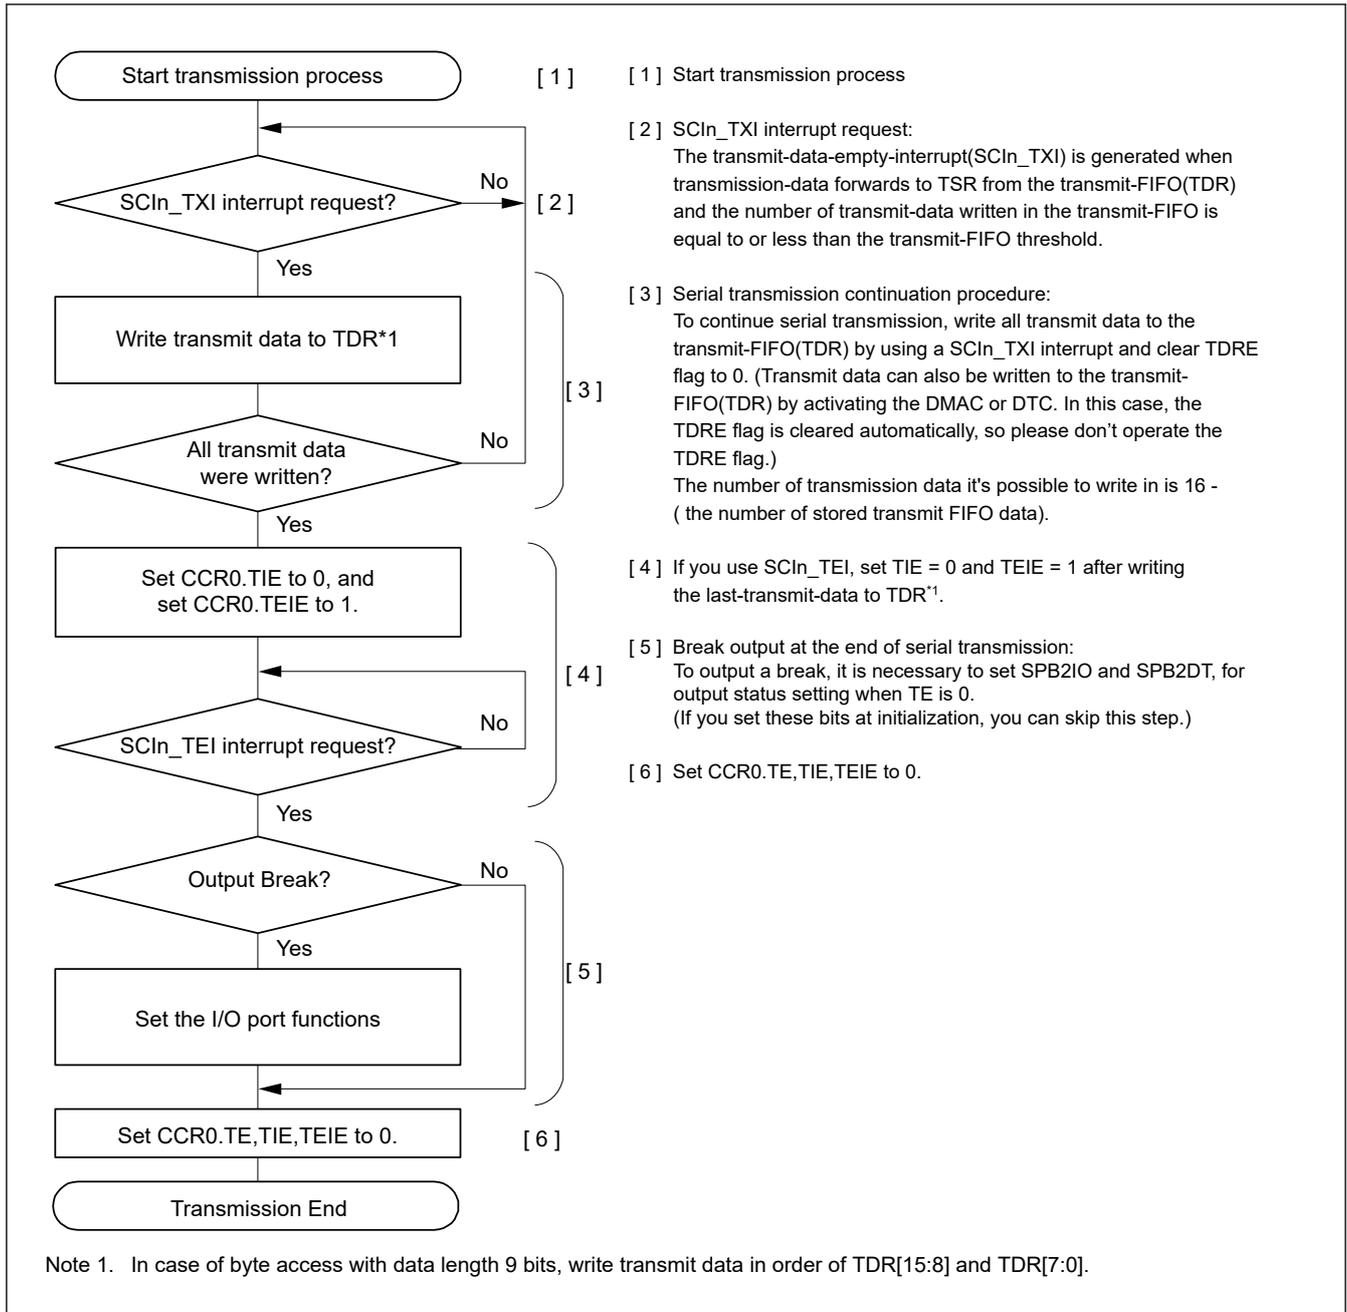 Start transmission process
[ 1 ]
SCIn_TXI interrupt request?
No
[ 2 ]
Yes
Write transmit data to TDR*1
[ 3 ]
All transmit data
were written?
No
Yes
Set CCR0.TIE to 0, and
set CCR0.TEIE to 1.
[ 4 ]
SCIn_TEI interrupt request?
No
Yes
Output Break?
No
Yes
[ 5 ]
Set the I/O port functions
Set CCR0.TE,TIE,TEIE to 0.
[ 6 ]
Transmission End
[ 1 ] Start transmission process
[ 2 ] SCIn_TXI interrupt request:
The transmit-data-empty-interrupt(SCIn_TXI) is generated when
transmission-data forwards to TSR from the transmit-FIFO(TDR)
and the number of transmit-data written in the transmit-FIFO is
equal to or less than the transmit-FIFO threshold.
[ 3 ] Serial transmission continuation procedure:
To continue serial transmission, write all transmit data to the
transmit-FIFO(TDR) by using a SCIn_TXI interrupt and clear TDRE
flag to 0. (Transmit data can also be written to the transmit-
FIFO(TDR) by activating the DMAC or DTC. In this case, the
TDRE flag is cleared automatically, so please don’t operate the
TDRE flag.)
The number of transmission data it's possible to write in is 16 -
( the number of stored transmit FIFO data).
[ 4 ] If you use SCIn_TEI, set TIE = 0 and TEIE = 1 after writing
the last-transmit-data to TDR*1.
[ 5 ] Break output at the end of serial transmission:
To output a break, it is necessary to set SPB2IO and SPB2DT, for
output status setting when TE is 0.
(If you set these bits at initialization, you can skip this step.)
[ 6 ] Set CCR0.TE,TIE,TEIE to 0.
Note 1. In case of byte access with data length 9 bits, write transmit data in order of TDR[15:8] and TDR[7:0].